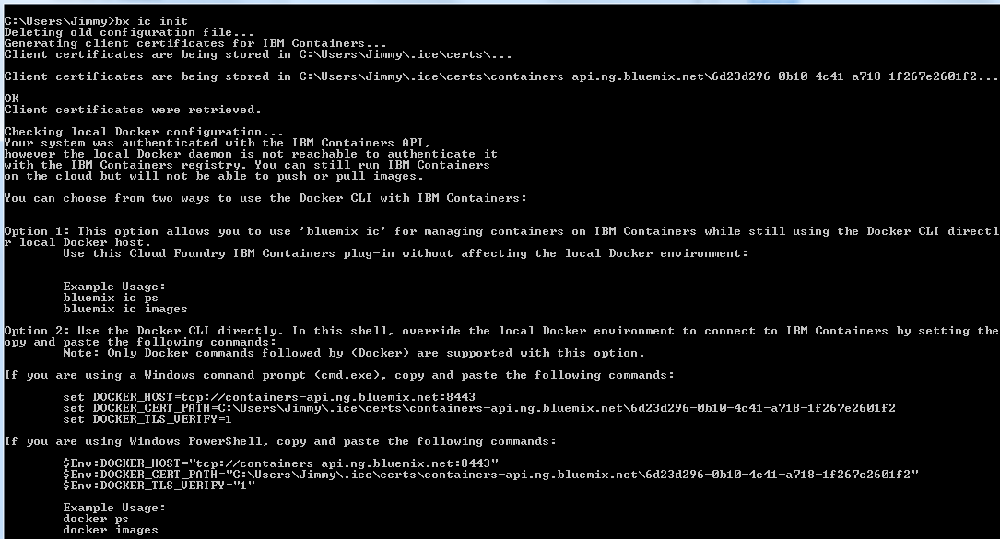 C:\Users\Jimmy>bx ic init
Deleting old configuration file...
Generating client certificates for IBM Containers...
Client certificates are being stored in C:\Users\Jimmy\.ice\certs\...
Client certificates are being stored in C:\Users\Jimmy\.ice\certs\containers-api.ng.bluemix.net\6d23d296-0b10-4c41-a718-1f267e2601f2...
OK
Client certificates were retrieved.
Checking local Docker configuration...
Your system was authenticated with the IBM Containers API,
however the local Docker daemon is not reachable to authenticate it
with the IBM Containers registry. You can still run IBM Containers
on the cloud but will not be able to push or pull images.
You can choose from two ways to use the Docker CLI with IBM Containers:
Option 1: This option allows you to use 'bluemix ic' for managing containers on IBM Containers while still using the Docker CLI directl
r local Docker host.
Use this Cloud Foundry IBM Containers plug-in without affecting the local Docker environment:
Example Usage:
bluemix ic ps
bluemix ic images
Option 2: Use the Docker CLI directly. In this shell, override the local Docker environment to connect to IBM Containers by setting the
opy and paste the following commands:
Note: Only Docker commands followed by (Docker) are supported with this option.
If you are using a Windows command prompt (cmd.exe), copy and paste the following commands:
set DOCKER_HOST=tcp://containers-api.ng.bluemix.net:8443
set DOCKER_CERT_PATH=C:\Users\Jimmy\.ice\certs\containers-api.ng.bluemix.net\6d23d296-0b10-4c41-a718-1f267e2601f2
set DOCKER_TLS_VERIFY=1
If you are using Windows PowerShell, copy and paste the following commands:
$Env:DOCKER_HOST="tcp://containers-api.ng.bluemix.net:8443"
$Env:DOCKER_CERT_PATH="C:\Users\Jimmy\.ice\certs\containers-api.ng.bluemix.net\6d23d296-0b10-4c41-a718-1f267e2601f2"
$Env:DOCKER_TLS_VERIFY="1"
Example Usage:
docker ps
docker images